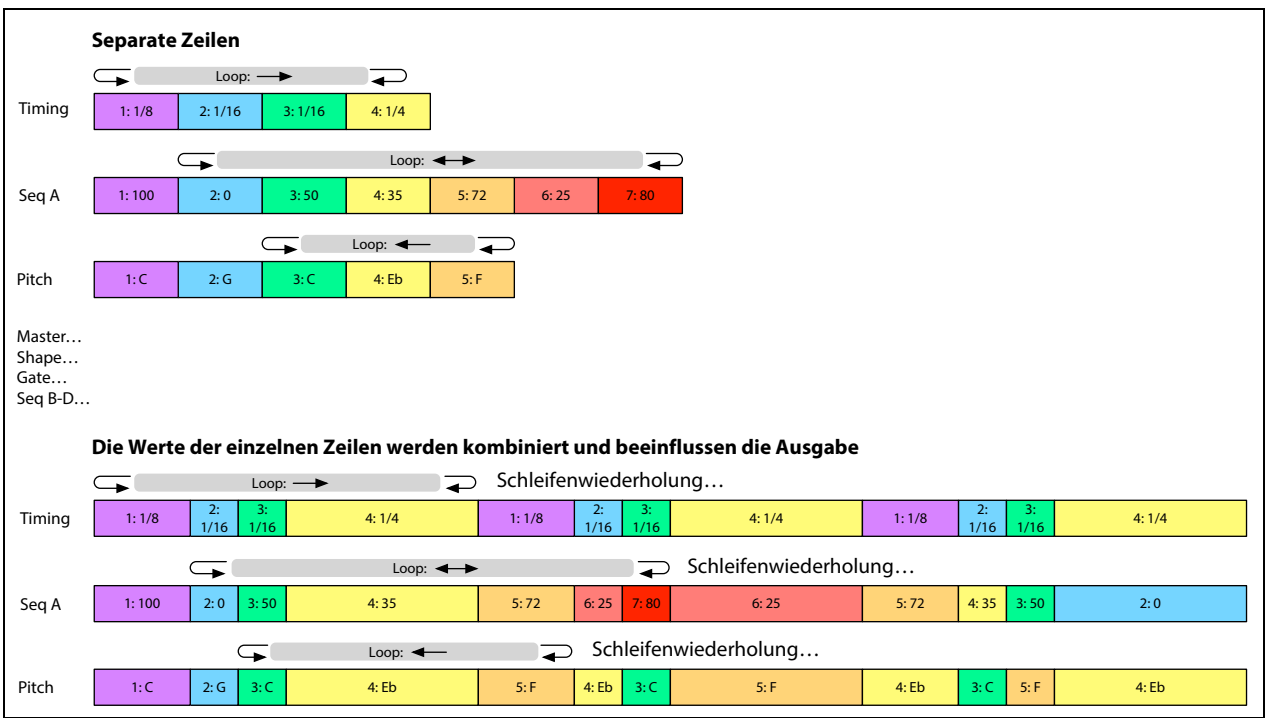 Separate Zeilen
Loop:
Timing 1: 1/8 2: 1/16 3: 1/16 4: 1/4
Loop:
Seq A 1: 100 2: 0 3: 50 4: 35 5: 72 6: 25 7: 80
Loop:
Pitch 1: C 2: G 3: C 4: Eb 5: F
Master…
Shape…
Gate…
Seq B-D…
Die Werte der einzelnen Zeilen werden kombiniert und beeinflussen die Ausgabe
Loop: Schleifenwiederholung…
Timing 1: 1/8 2: 1/16 3: 1/16 4: 1/4 1: 1/8 2: 1/16 3: 1/16 4: 1/4 1: 1/8 2: 1/16 3: 1/16 4: 1/4
Loop: Schleifenwiederholung…
Seq A 1: 100 2: 0 3: 50 4: 35 5: 72 6: 25 7: 80 6: 25 5: 72 4: 35 3: 50 2: 0
Loop: Schleifenwiederholung…
Pitch 1: C 2: G 3: C 4: Eb 5: F 4: Eb 3: C 5: F 4: Eb 3: C 5: F 4: Eb